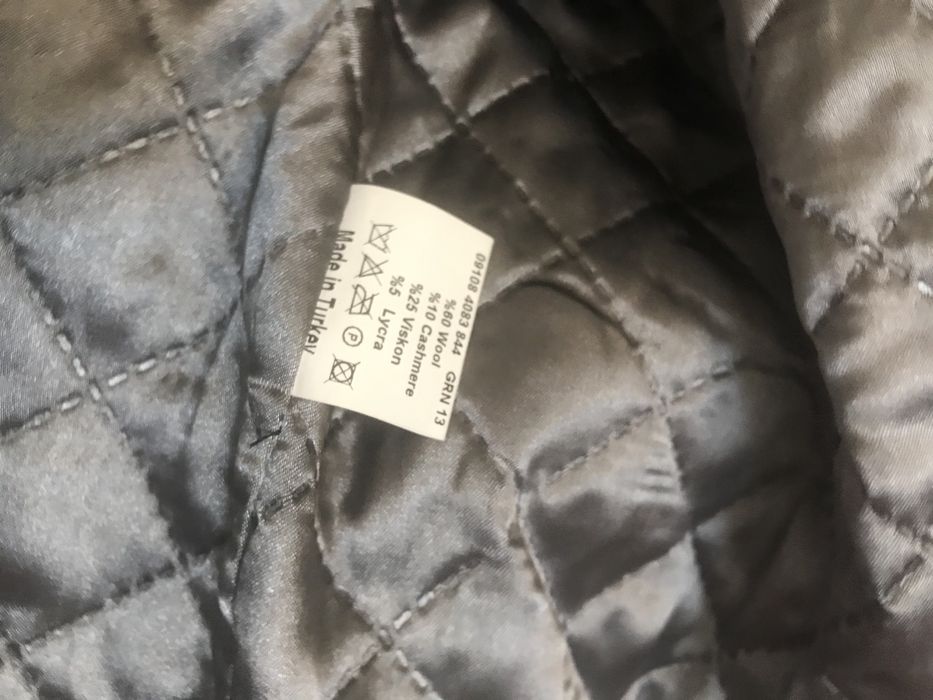 09108 4083 844 GRN 13
%60 Wool
%10 Cashmere
%25 Viskon
%5 Lycra
P
Made in Turkey